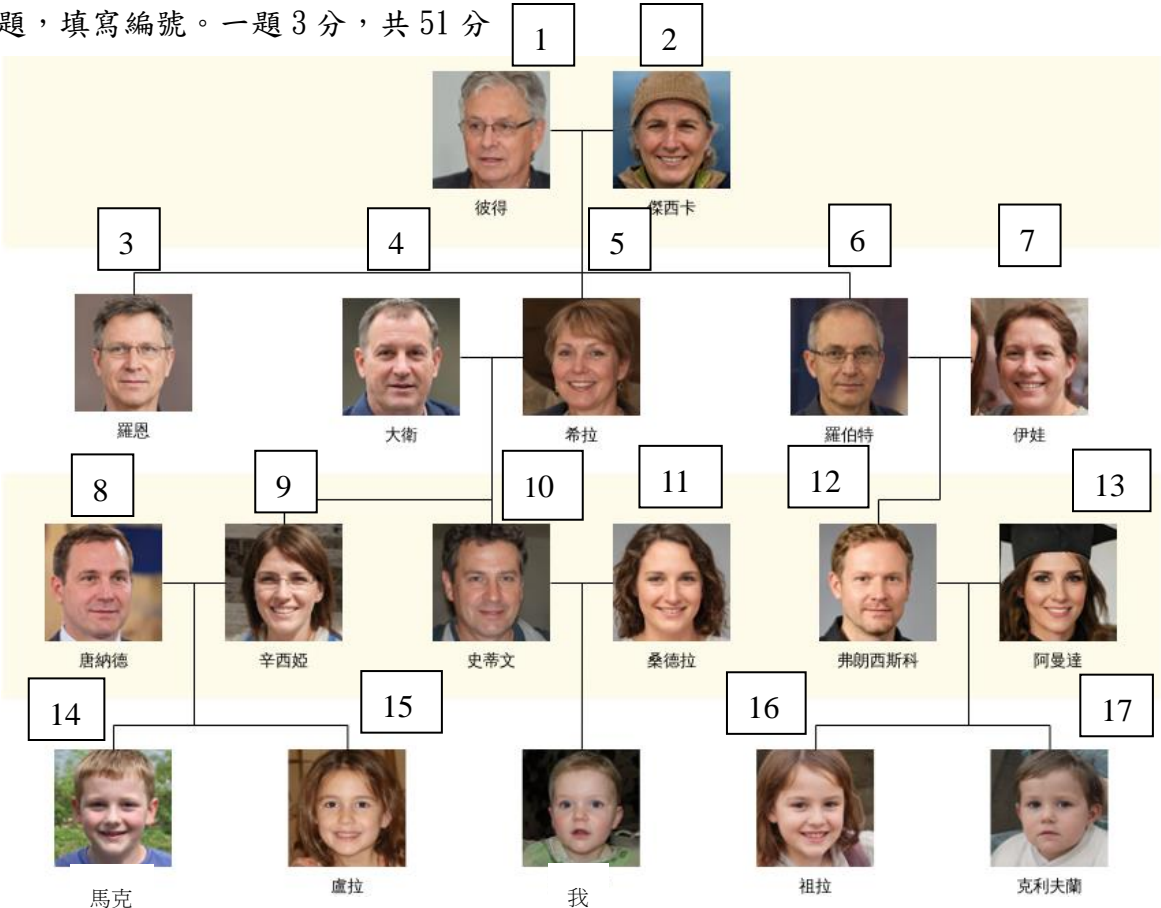 題，填寫編號。一題3分，共51分
1 2
彼得 傑西卡
3 4 5 6 7
羅恩 大衛 希拉 羅伯特 伊娃
8 9 10 11 12 13
唐納德 辛西婭 史蒂文 桑德拉 弗朗西斯科 阿曼達
14 15 16 17
馬克 盧拉 我 祖拉 克利夫蘭